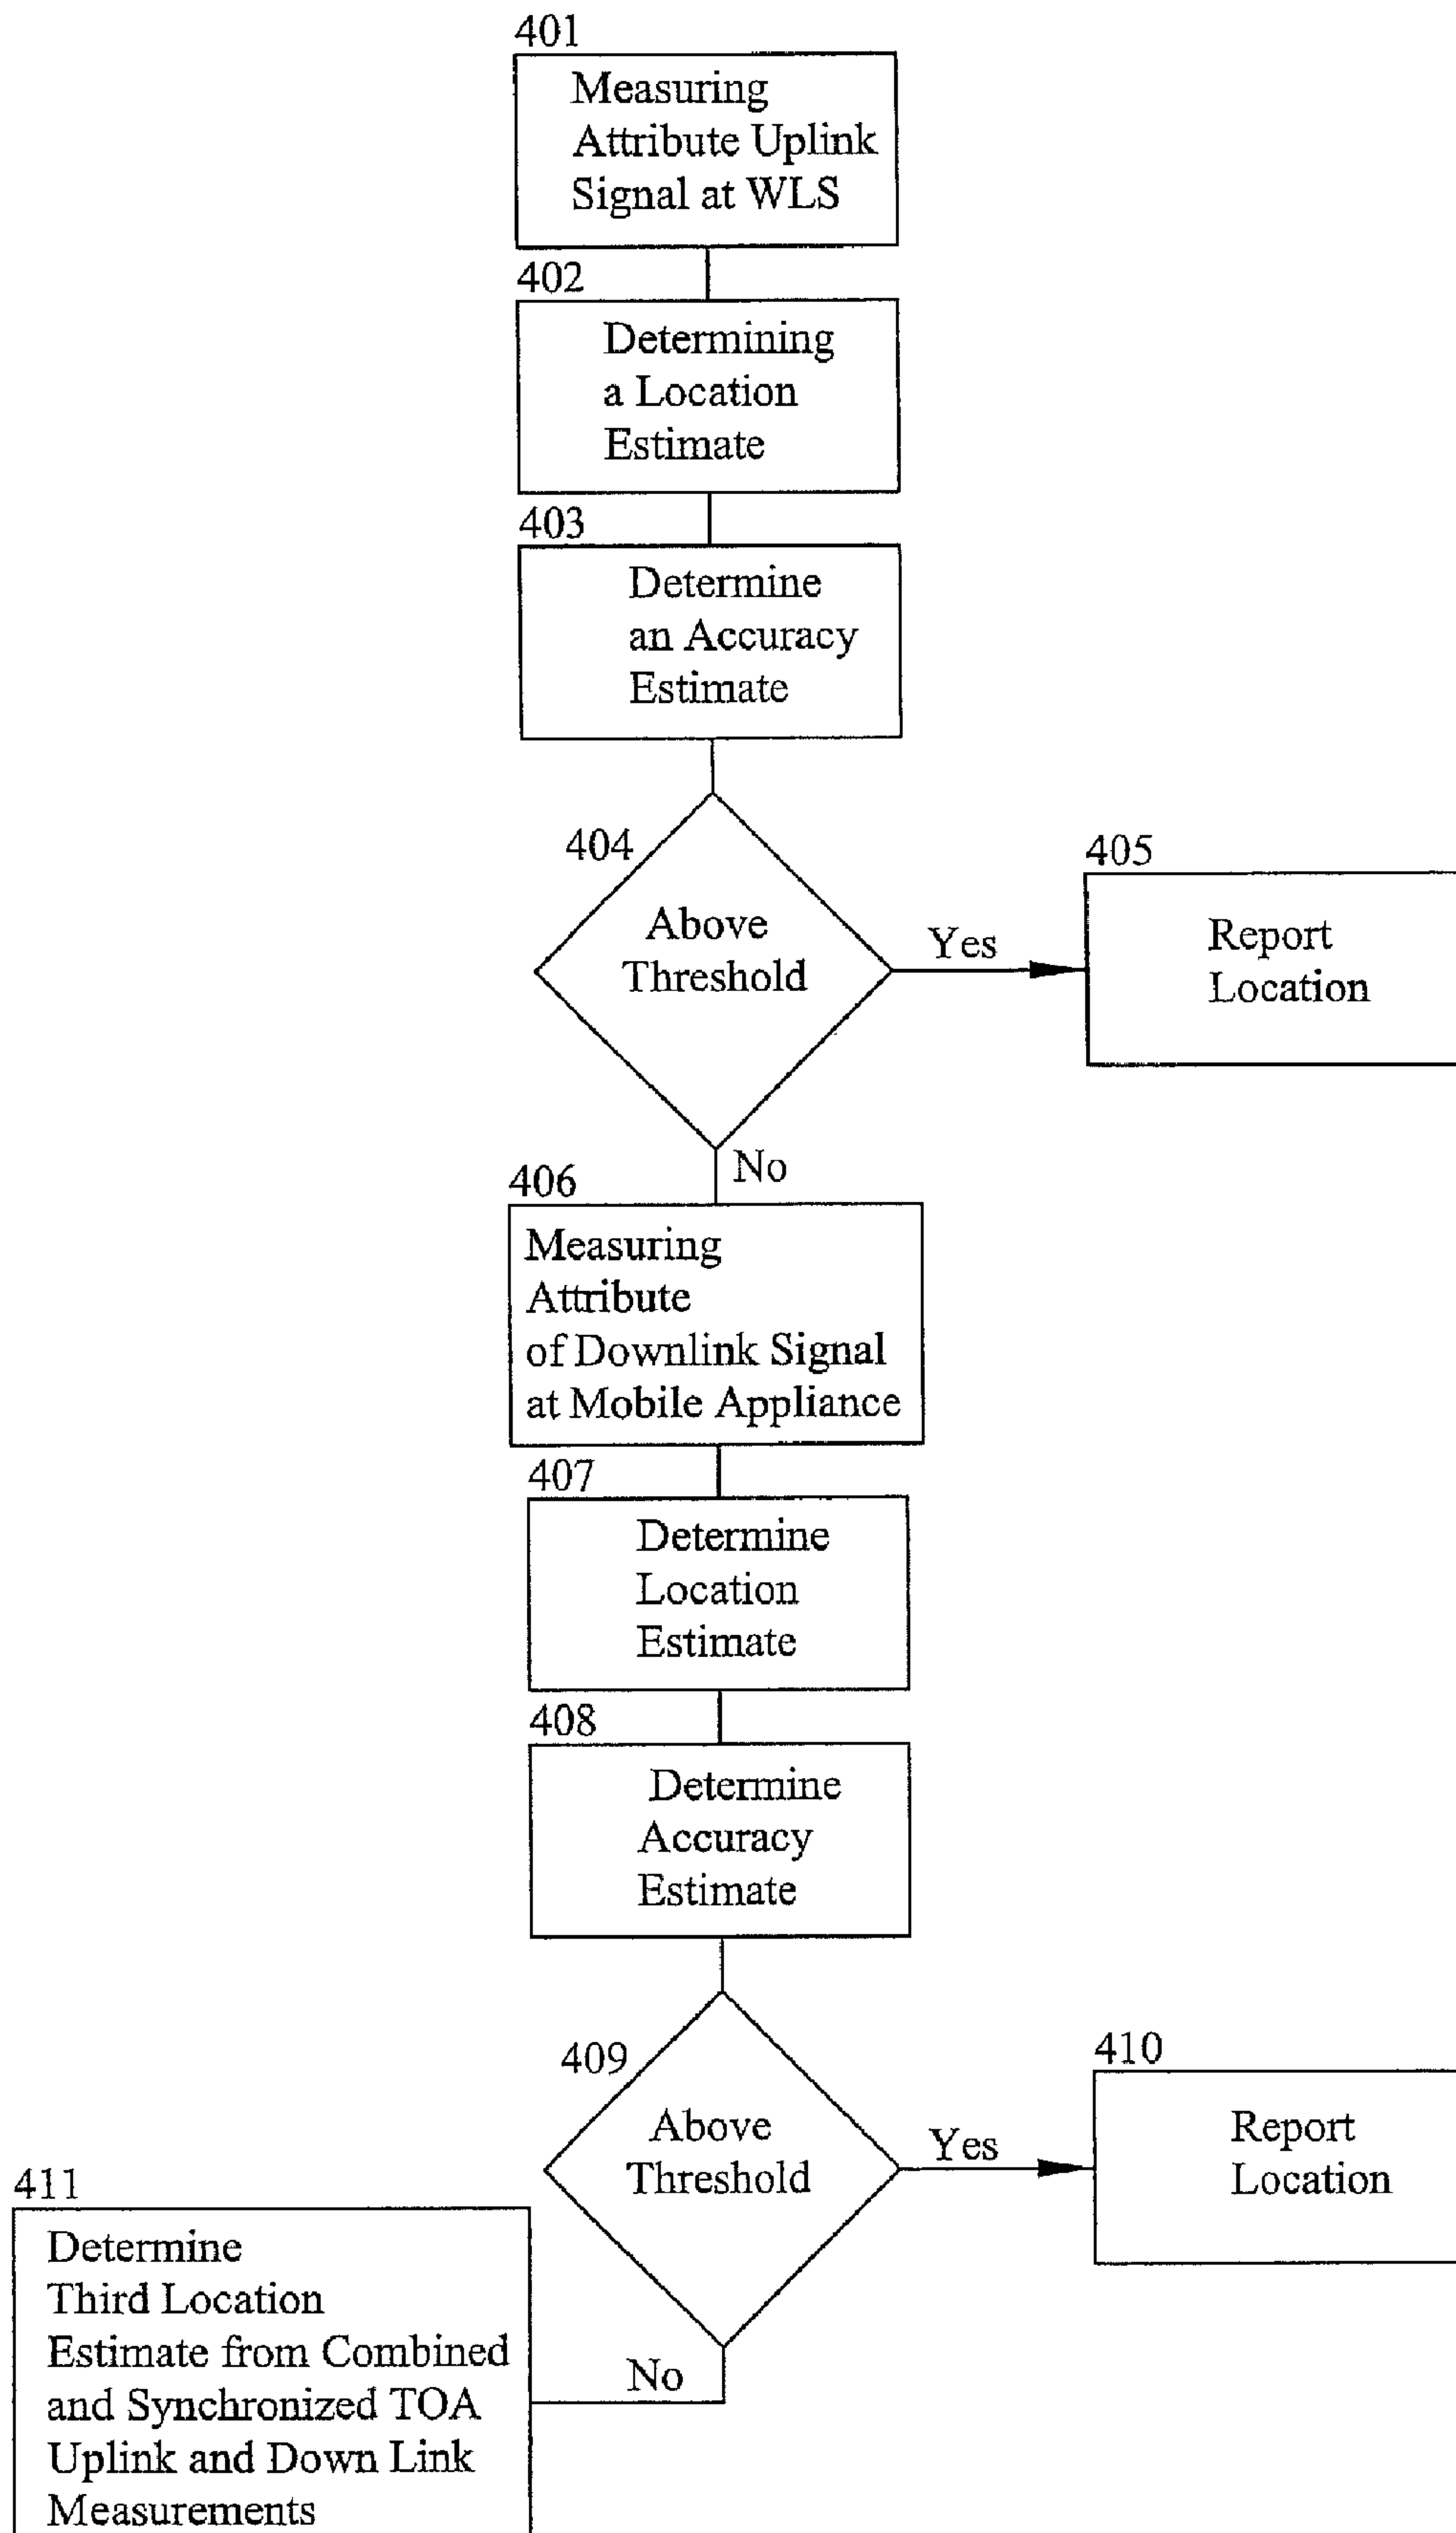 401
Measuring
Attribute Uplink
Signal at WLS
402
Determining
a Location
Estimate
403
Determine
an Accuracy
Estimate
404
Above
Threshold
Yes
405
Report
Location
No
406
Measuring
Attribute
of Downlink Signal
at Mobile Appliance
407
Determine
Location
Estimate
408
Determine
Accuracy
Estimate
409
Above
Threshold
Yes
410
Report
Location
No
411
Determine
Third Location
Estimate from Combined
and Synchronized TOA
Uplink and Down Link
Measurements